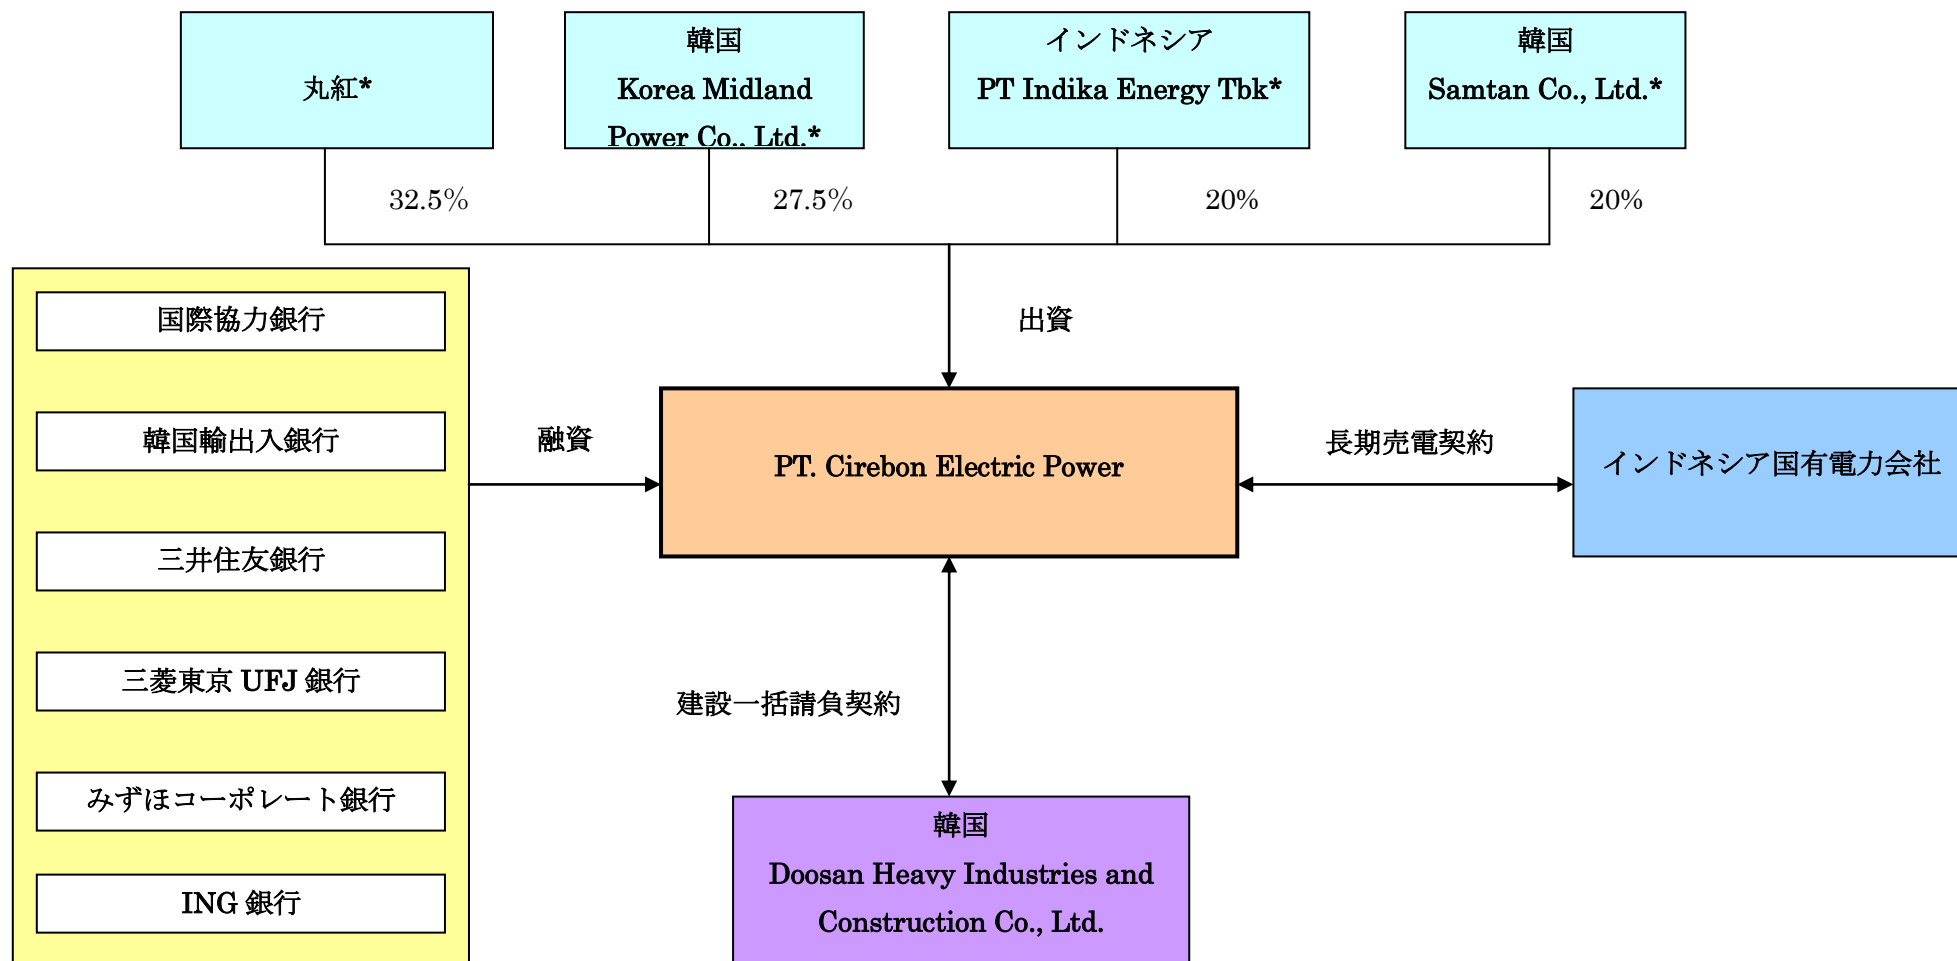 丸紅*
韓国
Korea Midland
Power Co., Ltd.*
インドネシア
PT Indika Energy Tbk*
韓国
Samtan Co., Ltd.*
32.5%
27.5%
20%
20%
出資
国際協力銀行
韓国輸出入銀行
三井住友銀行
三菱東京 UFJ 銀行
みずほコーポレート銀行
ING 銀行
融資
PT. Cirebon Electric Power
長期売電契約
インドネシア国有電力会社
建設一括請負契約
韓国
Doosan Heavy Industries and
Construction Co., Ltd.